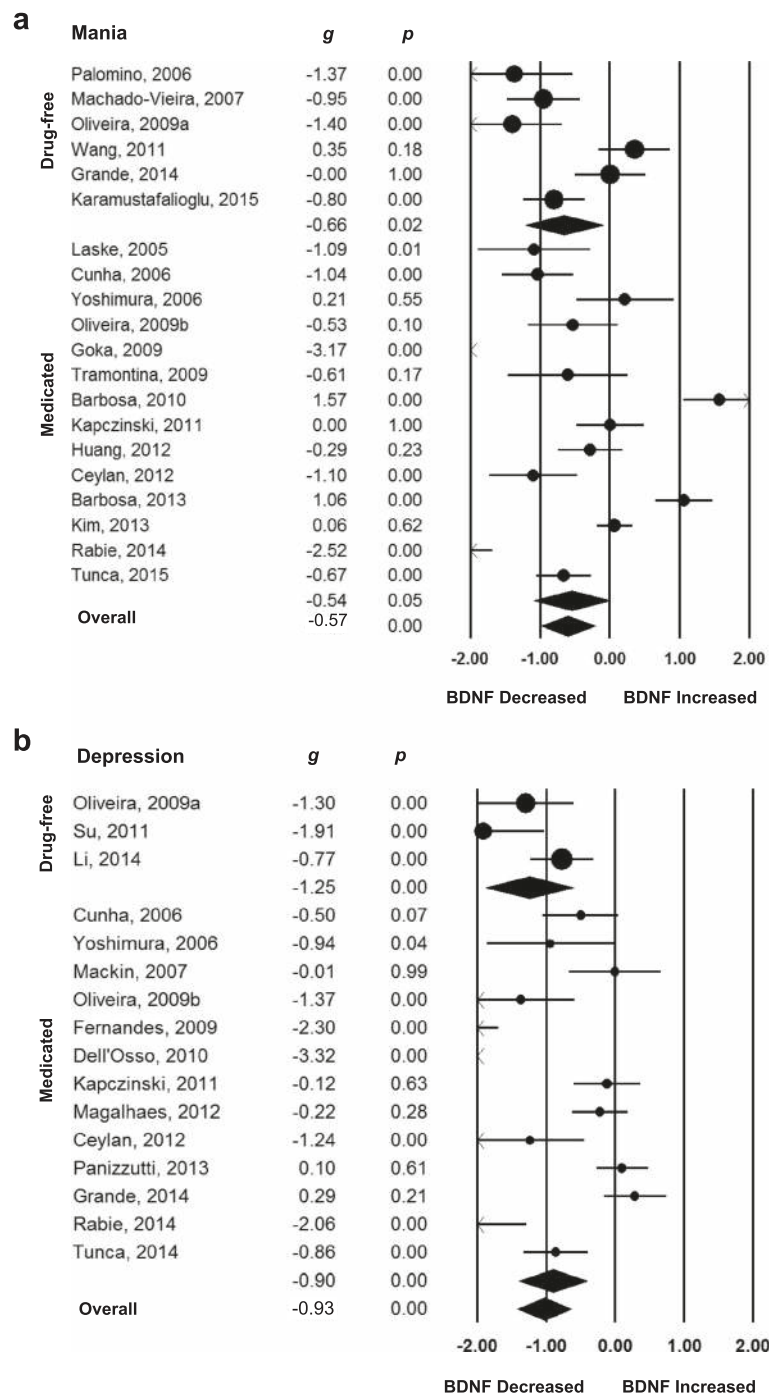 a
Mania g p
Drug-free
Palomino, 2006 -1.37 0.00
Machado-Vieira, 2007 -0.95 0.00
Oliveira, 2009a -1.40 0.00
Wang, 2011 0.35 0.18
Grande, 2014 -0.00 1.00
Karamustafalioglu, 2015 -0.80 0.00
-0.66 0.02
Medicated
Laske, 2005 -1.09 0.01
Cunha, 2006 -1.04 0.00
Yoshimura, 2006 0.21 0.55
Oliveira, 2009b -0.53 0.10
Goka, 2009 -3.17 0.00
Tramontina, 2009 -0.61 0.17
Barbosa, 2010 1.57 0.00
Kapczinski, 2011 0.00 1.00
Huang, 2012 -0.29 0.23
Ceylan, 2012 -1.10 0.00
Barbosa, 2013 1.06 0.00
Kim, 2013 0.06 0.62
Rabie, 2014 -2.52 0.00
Tunca, 2015 -0.67 0.00
-0.54 0.05
Overall -0.57 0.00
-2.00 -1.00 0.00 1.00 2.00
BDNF Decreased BDNF Increased
b
Depression g p
Drug-free
Oliveira, 2009a -1.30 0.00
Su, 2011 -1.91 0.00
Li, 2014 -0.77 0.00
-1.25 0.00
Medicated
Cunha, 2006 -0.50 0.07
Yoshimura, 2006 -0.94 0.04
Mackin, 2007 -0.01 0.99
Oliveira, 2009b -1.37 0.00
Fernandes, 2009 -2.30 0.00
Dell'Osso, 2010 -3.32 0.00
Kapczinski, 2011 -0.12 0.63
Magalhaes, 2012 -0.22 0.28
Ceylan, 2012 -1.24 0.00
Panizzutti, 2013 0.10 0.61
Grande, 2014 0.29 0.21
Rabie, 2014 -2.06 0.00
Tunca, 2014 -0.86 0.00
-0.90 0.00
Overall -0.93 0.00
-2.00 -1.00 0.00 1.00 2.00
BDNF Decreased BDNF Increased